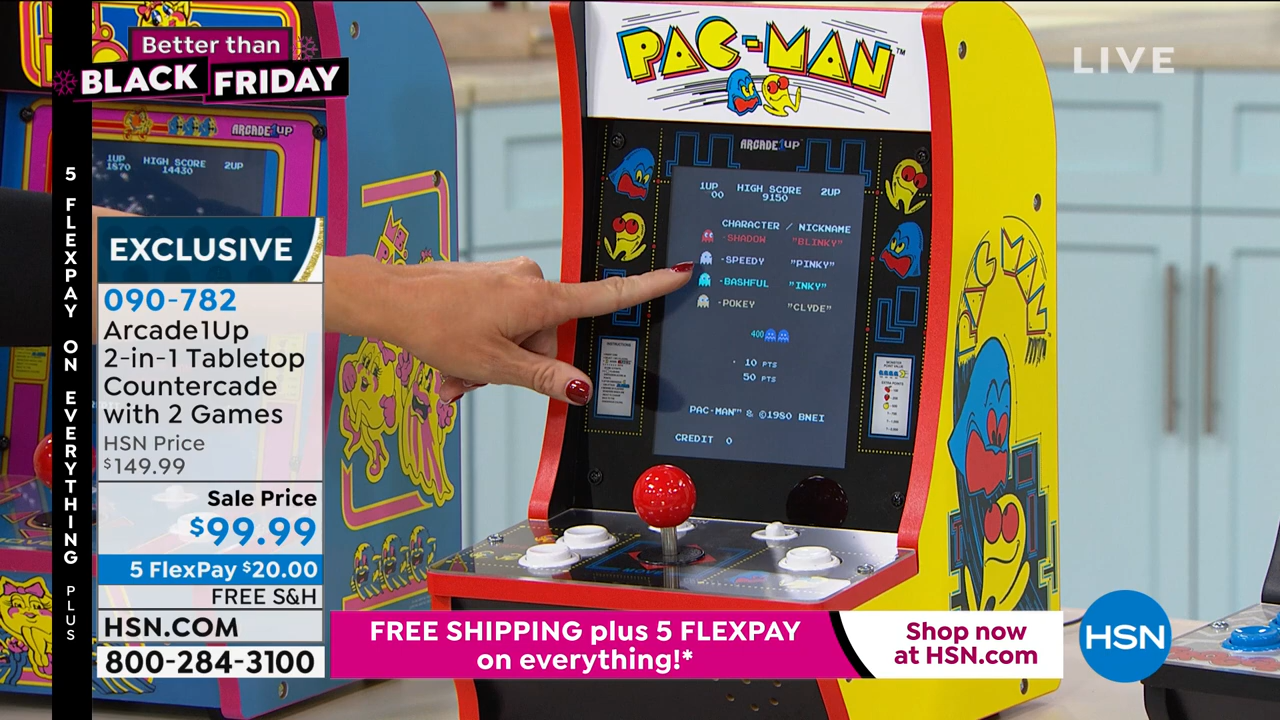 Better than
BLACK FRIDAY
LIVE
5 FLEXPAY ON EVERYTHING PLUS
EXCLUSIVE
090-782
Arcade1Up
2-in-1 Tabletop
Countercade
with 2 Games
HSN Price
$149.99
Sale Price
$99.99
5 FlexPay $20.00
FREE S&H
HSN.COM
800-284-3100
ARCADE1UP
1UP HIGH SCORE 2UP
1870 14430
PAC-MAN™
ARCADE1UP
1UP HIGH SCORE 2UP
00 9150
CHARACTER / NICKNAME
-SHADOW "BLINKY"
-SPEEDY "PINKY"
-BASHFUL "INKY"
-POKEY "CLYDE"
400
· 10 PTS
50 PTS
PAC-MAN™ & ©1980 BNEI
CREDIT 0
INSTRUCTIONS
PAC MAN
FREE SHIPPING plus 5 FLEXPAY
on everything!*
Shop now
at HSN.com
HSN